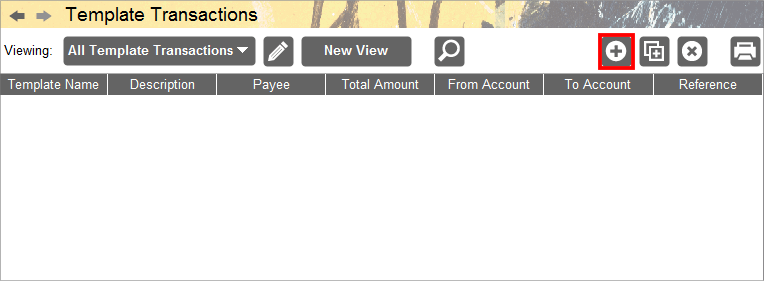 Template Transactions
Viewing: All Template Transactions New View
Template Name Description Payee Total Amount From Account To Account Reference